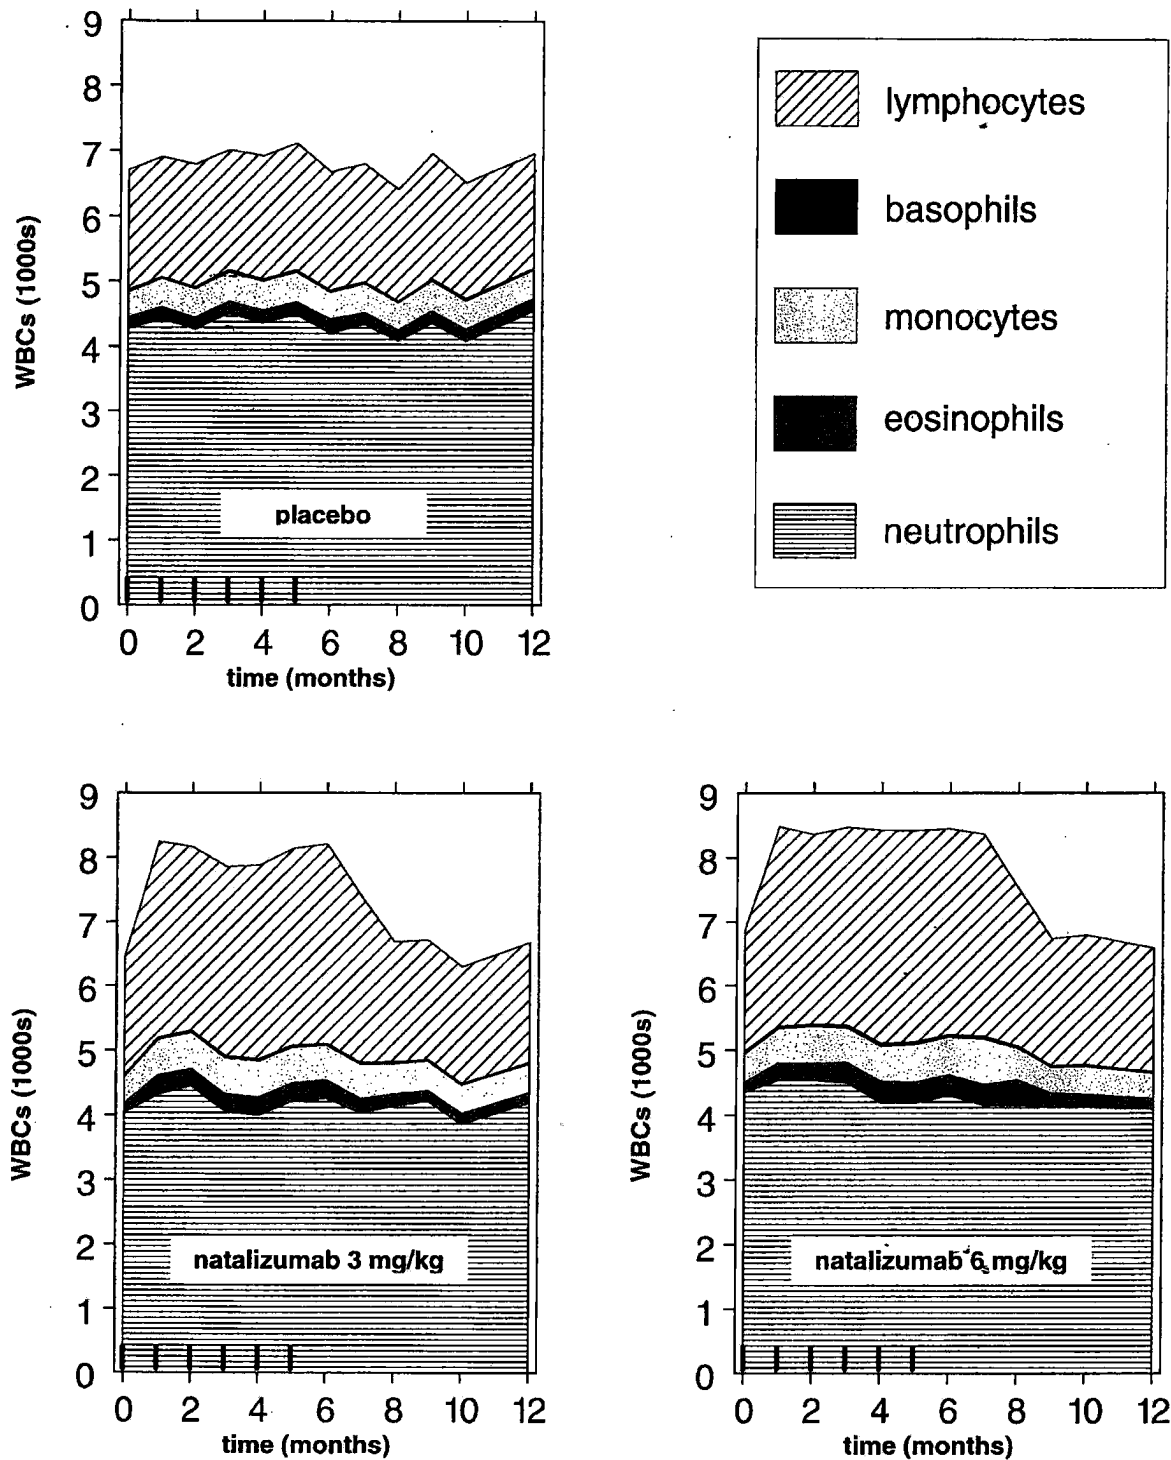 9
8
7
6
5
4
3
2
1
0
WBCs (1000s)
placebo
0 2 4 6 8 10 12
time (months)
lymphocytes
basophils
monocytes
eosinophils
neutrophils
9
8
7
6
5
4
3
2
1
0
WBCs (1000s)
natalizumab 3 mg/kg
0 2 4 6 8 10 12
time (months)
9
8
7
6
5
4
3
2
1
0
WBCs (1000s)
natalizumab 6 mg/kg
0 2 4 6 8 10 12
time (months)